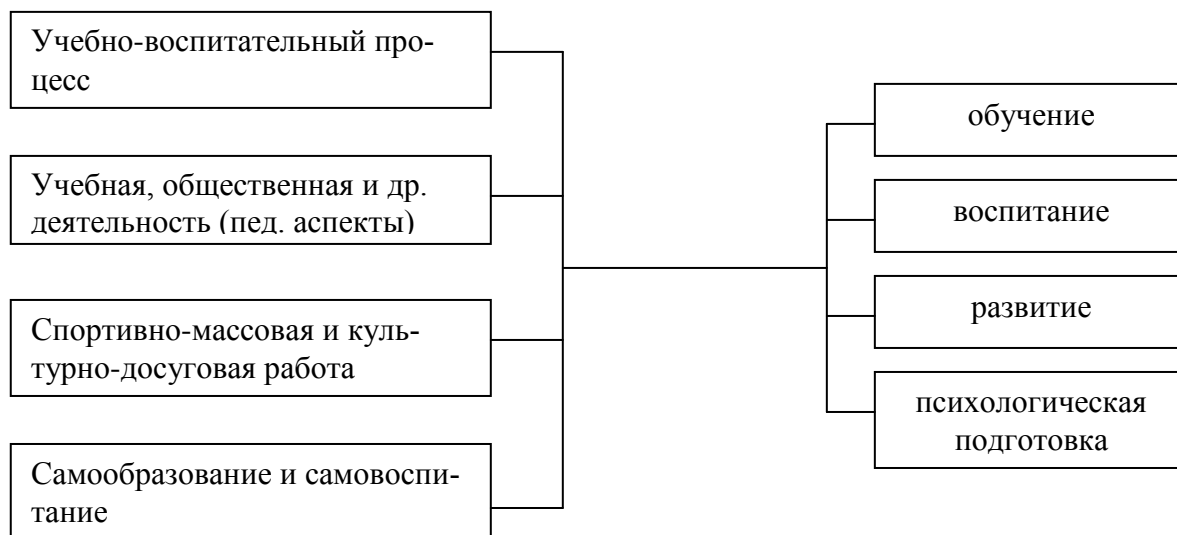 Учебно-воспитательный про-
цесс
Учебная, общественная и др.
деятельность (пед. аспекты)
Спортивно-массовая и куль-
турно-досуговая работа
Самообразование и самовоспи-
тание
обучение
воспитание
развитие
психологическая
подготовка